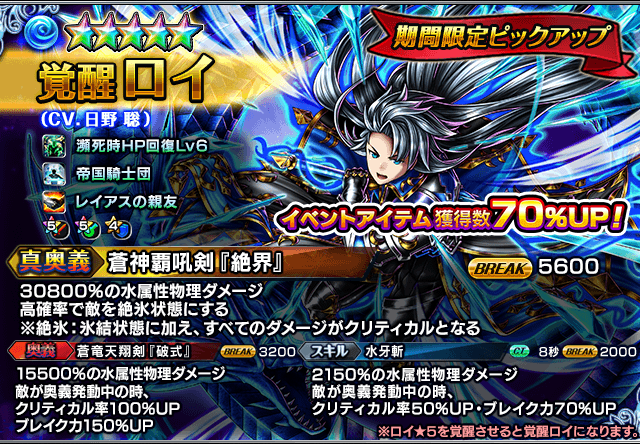 期間限定ピックアップ
覚醒 ロイ
(CV.日野 聡)
瀕死時HP回復Lv6
帝国騎士団
レイアスの親友
5 5 4
イベントアイテム 獲得数 70%UP!
真奥義 蒼神覇吼剣『絶界』 BREAK 5600
30800%の水属性物理ダメージ
高確率で敵を絶氷状態にする
※絶氷:氷結状態に加え、すべてのダメージがクリティカルとなる
奥義 蒼竜天翔剣『破式』 BREAK 3200
15500%の水属性物理ダメージ
敵が奥義発動中の時、
クリティカル率100%UP
ブレイク力150%UP
スキル 水牙斬 CT 8秒 BREAK 2000
2150%の水属性物理ダメージ
敵が奥義発動中の時、
クリティカル率50%UP・ブレイク力70%UP
※ロイ★5を覚醒させると覚醒ロイになります。